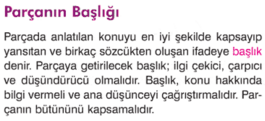 Parçanın Başlığı
Parçada anlatılan konuyu en iyi şekilde kapsayıp
yansıtan ve birkaç sözcükten oluşan ifadeye başlık
denir. Parçaya getirilecek başlık; ilgi çekici, çarpıcı
ve düşündürücü olmalıdır. Başlık, konu hakkında
bilgi vermeli ve ana düşünceyi çağrıştırmalıdır. Par-
çanın bütününü kapsamalıdır.